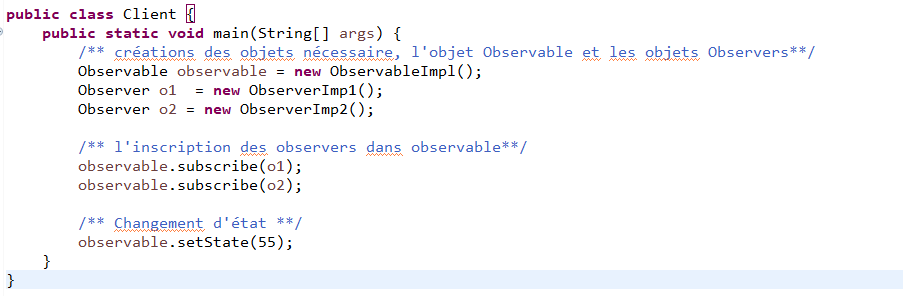 public class Client {
public static void main(String[] args) {
/** créations des objets nécessaire, l'objet Observable et les objets Observers**/
Observable observable = new ObservableImpl();
Observer o1  = new ObserverImp1();
Observer o2 = new ObserverImp2();
/** l'inscription des observers dans observable**/
observable.subscribe(o1);
observable.subscribe(o2);
/** Changement d'état **/
observable.setState(55);
}
}